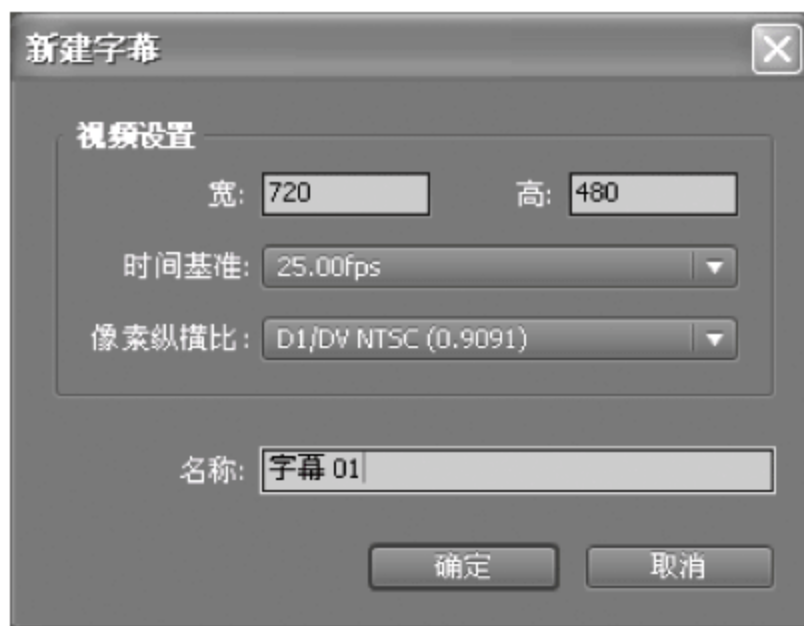 新建字幕
视频设置
宽: 720 高: 480
时间基准: 25.00fps
像素纵横比: D1/DV NTSC (0.9091)
名称: 字幕 01
确定 取消